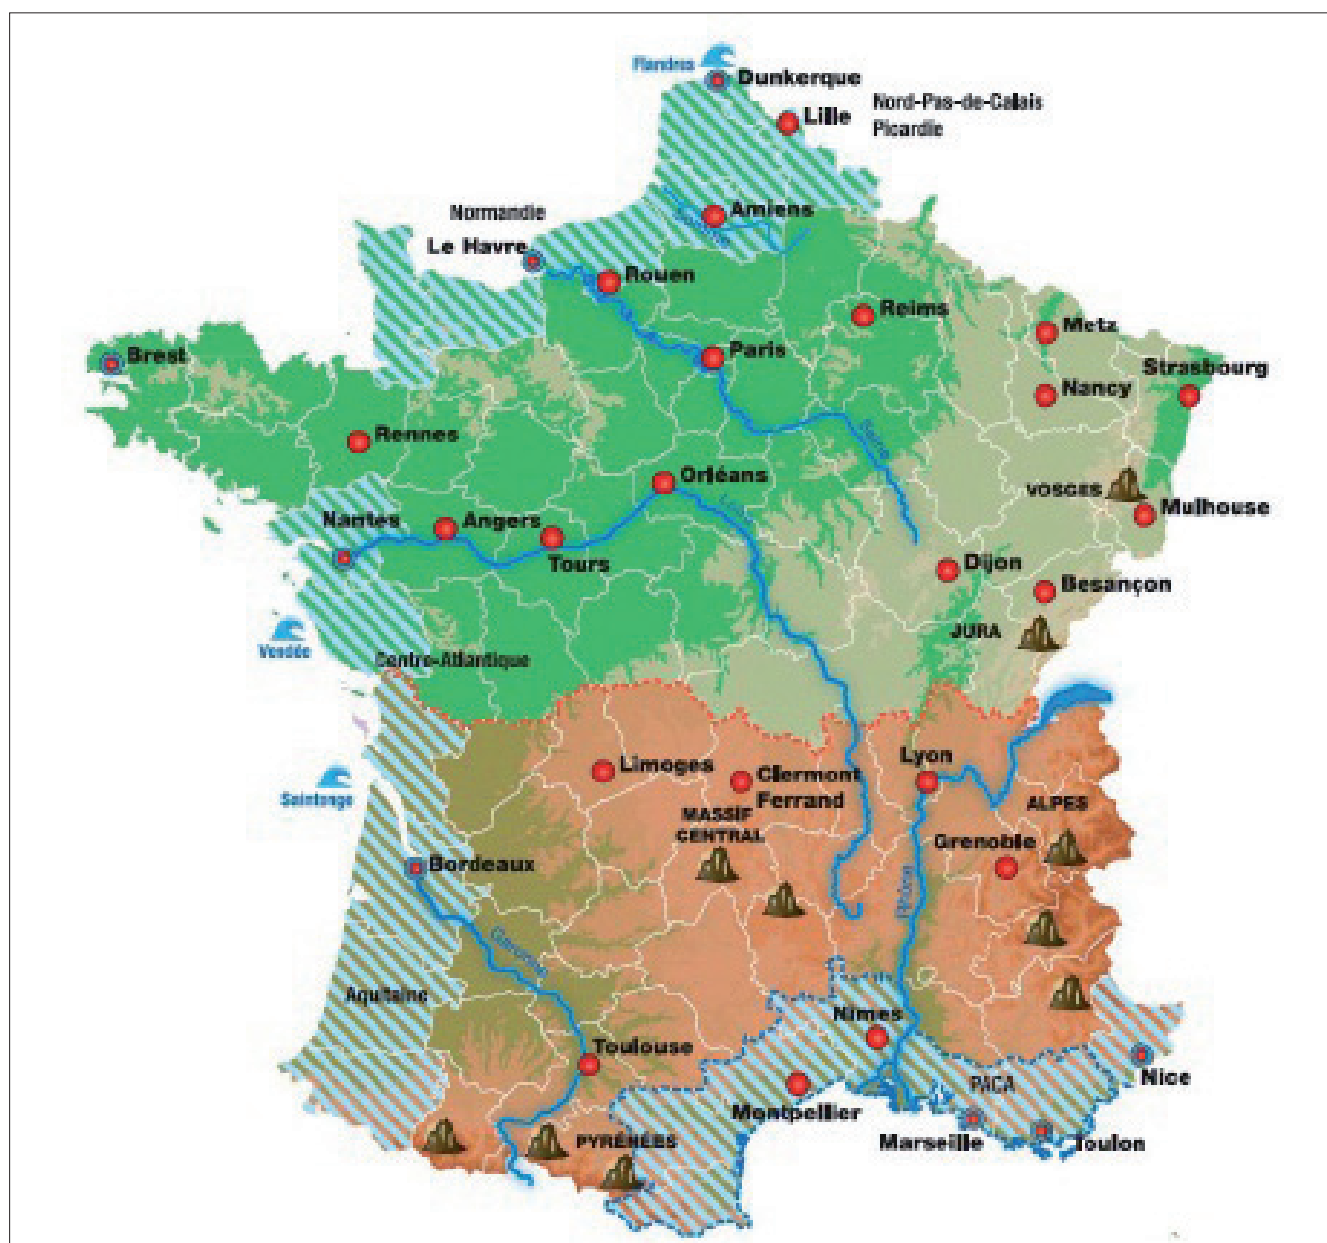 Flandres
Dunkerque
Lille
Nord-Pas-de-Calais
Picardie
Normandie
Amiens
Somme
Le Havre
Rouen
Reims
Metz
Paris
Strasbourg
Brest
Nancy
Rennes
Seine
Orléans
VOSGES
Loire
Nantes
Angers
Mulhouse
Tours
Dijon
Besançon
Vendée
JURA
Centre-Atlantique
Lyon
Limoges
Clermont
Ferrand
Saintonge
ALPES
MASSIF
CENTRAL
Grenoble
Bordeaux
Rhône
Garonne
Aquitaine
Nîmes
Toulouse
PACA
Nice
Montpellier
PYRÉNÉES
Marseille
Toulon